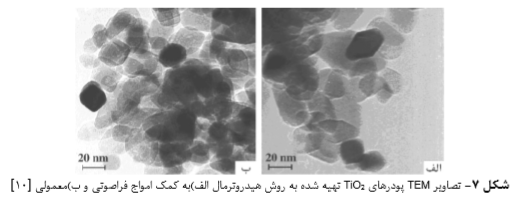 20 nm
ب
20 nm
الف
شکل ۷- تصاویر TEM پودرهای TiO₂ تهیه شده به روش هیدروترمال الف)به کمک امواج فراصوتی و ب)معمولی [۱۰]